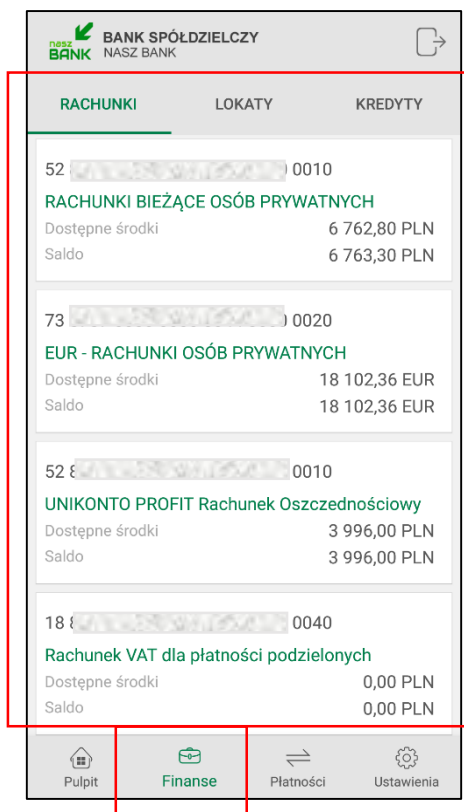 nasz
BANK
BANK SPÓŁDZIELCZY
NASZ BANK
RACHUNKI LOKATY KREDYTY
52 0010
RACHUNKI BIEŻĄCE OSÓB PRYWATNYCH
Dostępne środki 6 762,80 PLN
Saldo 6 763,30 PLN
73 0020
EUR - RACHUNKI OSÓB PRYWATNYCH
Dostępne środki 18 102,36 EUR
Saldo 18 102,36 EUR
52 0010
UNIKONTO PROFIT Rachunek Oszczednościowy
Dostępne środki 3 996,00 PLN
Saldo 3 996,00 PLN
18 0040
Rachunek VAT dla płatności podzielonych
Dostępne środki 0,00 PLN
Saldo 0,00 PLN
Pulpit Finanse Płatności Ustawienia